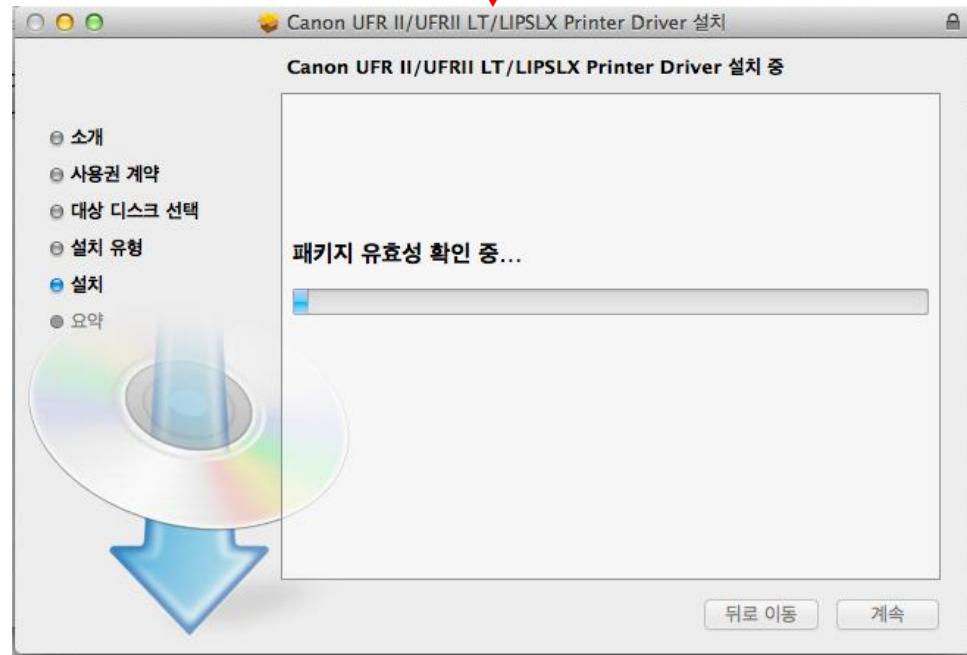 Canon UFR II/UFRII LT/LIPSLX Printer Driver 설치
Canon UFR II/UFRII LT/LIPSLX Printer Driver 설치 중
소개
사용권 계약
대상 디스크 선택
설치 유형
설치
요약
패키지 유효성 확인 중...
뒤로 이동
계속